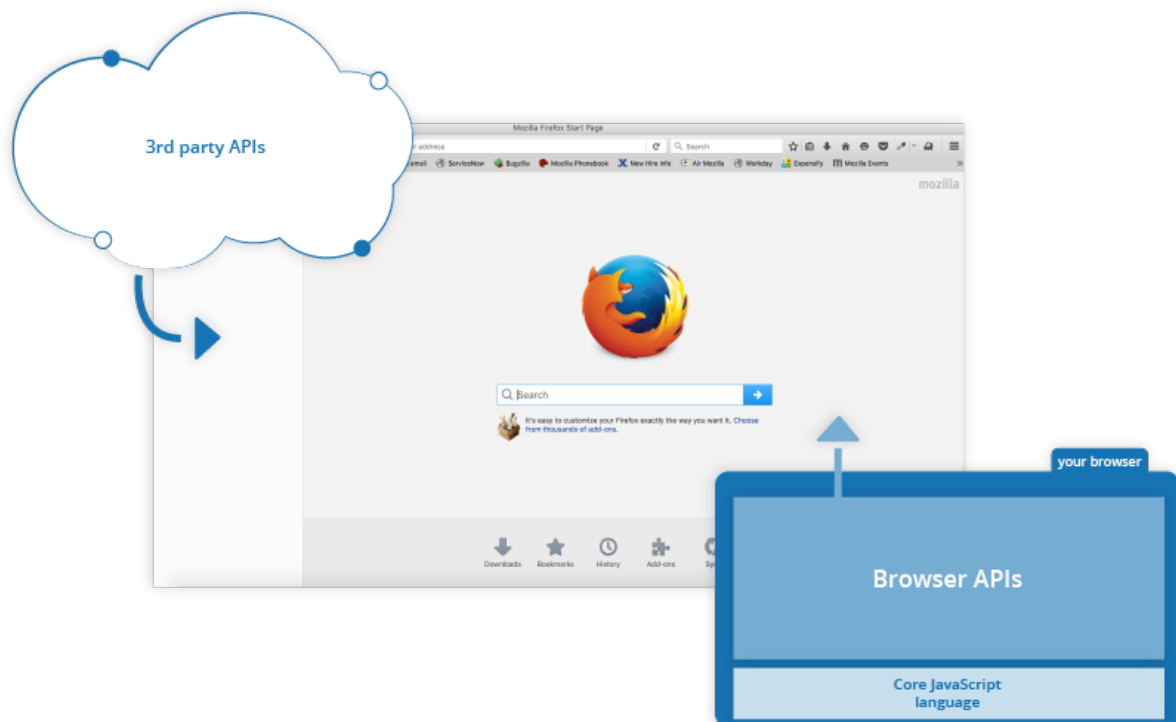 3rd party APIs
Mozilla Firefox Start Page
address
Search
email ServiceNow Bugzilla Mozilla Phonebook New Hire Info Air Mozilla Workday Expensify Mozilla Events
mozilla
Search
It's easy to customize your Firefox exactly the way you want it. Choose
from thousands of add-ons.
your browser
Downloads Bookmarks History Add-ons
Browser APIs
Core JavaScript
language